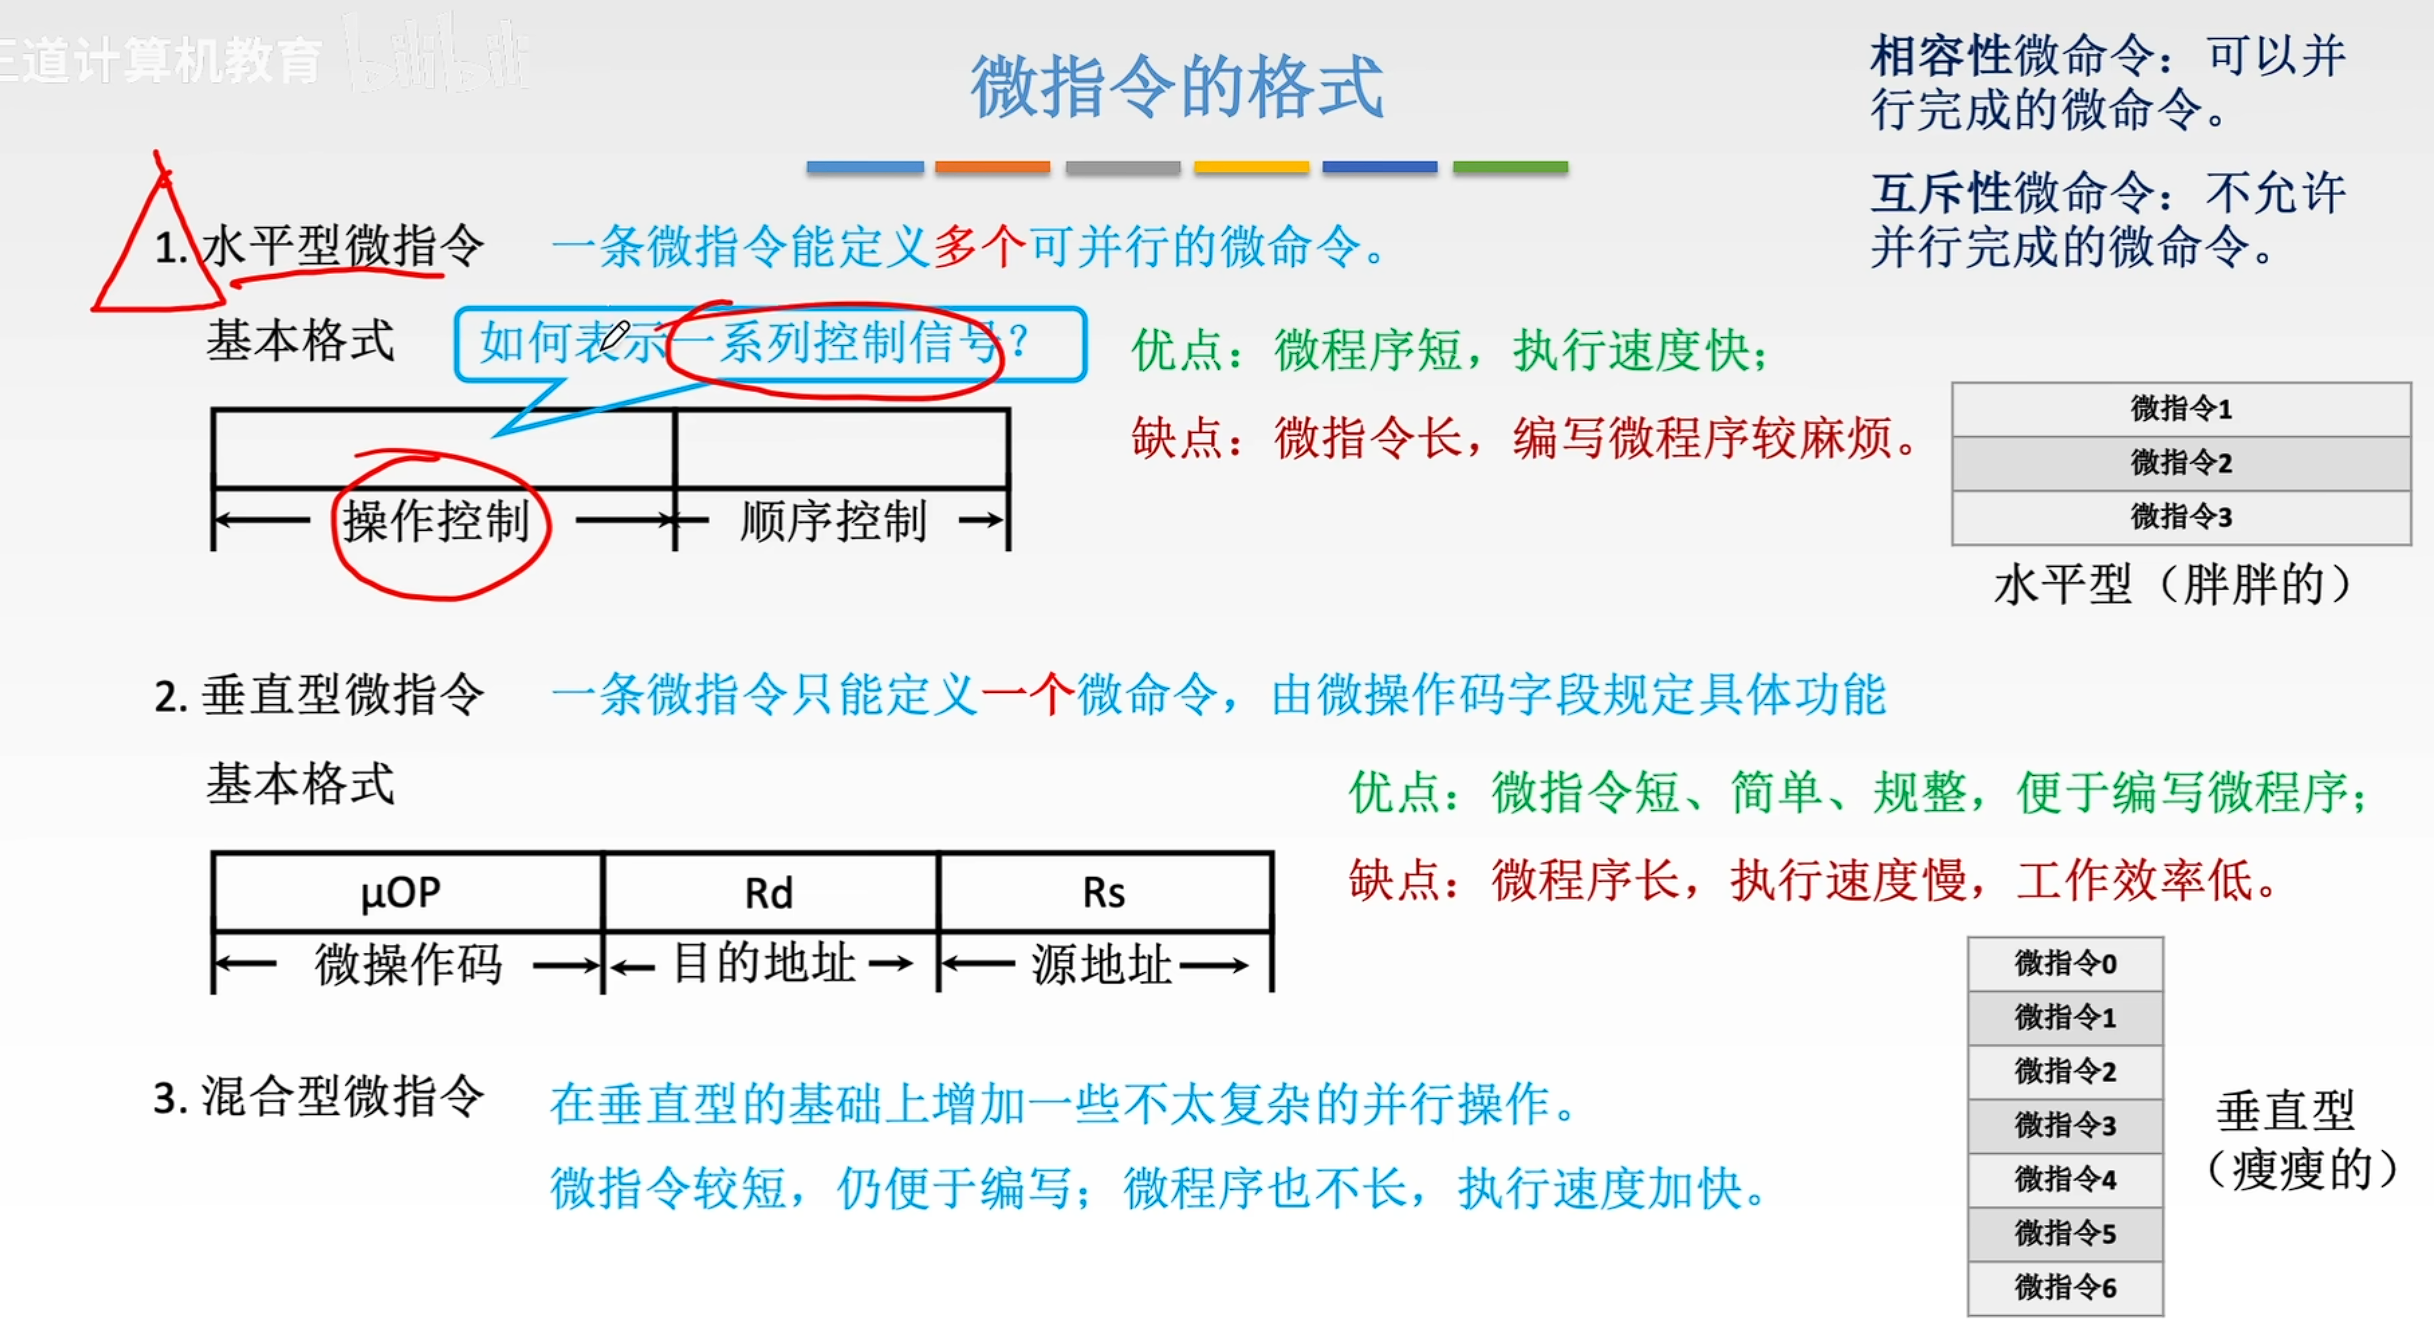 王道计算机教育 bilibili
微指令的格式
相容性微命令：可以并
行完成的微命令。
互斥性微命令：不允许
并行完成的微命令。
1. 水平型微指令 一条微指令能定义多个可并行的微命令。
基本格式 如何表示一系列控制信号？
优点：微程序短，执行速度快；
缺点：微指令长，编写微程序较麻烦。
操作控制 顺序控制
微指令1
微指令2
微指令3
水平型（胖胖的）
2. 垂直型微指令 一条微指令只能定义一个微命令，由微操作码字段规定具体功能
基本格式
优点：微指令短、简单、规整，便于编写微程序；
缺点：微程序长，执行速度慢，工作效率低。
μOP Rd Rs
微操作码 目的地址 源地址
微指令0
微指令1
微指令2
微指令3
微指令4
微指令5
微指令6
垂直型
（瘦瘦的）
3. 混合型微指令 在垂直型的基础上增加一些不太复杂的并行操作。
微指令较短，仍便于编写；微程序也不长，执行速度加快。